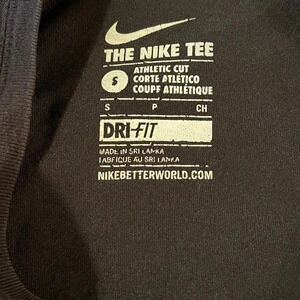 THE NIKE TEE
S
ATHLETIC CUT
CORTE ATLÉTICO
COUPE ATHLÉTIQUE
S P CH
DRI-FIT
MADE IN SRI LANKA
FABRIQUE AU SRI LANKA
NIKEBETTERWORLD.COM